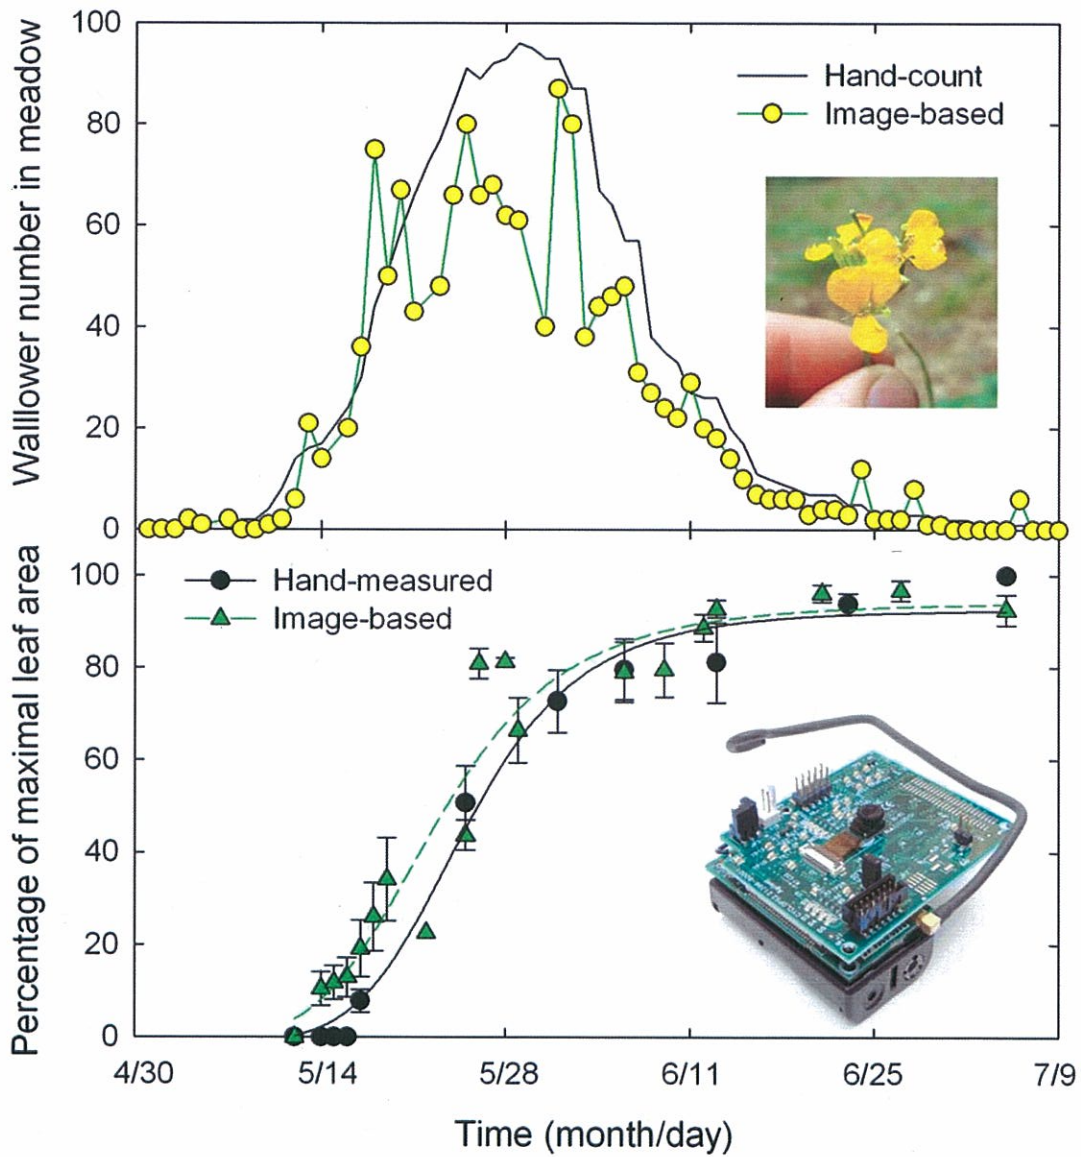 Walllower number in meadow
100
80
60
40
20
0
Hand-count
Image-based
Percentage of maximal leaf area
100
80
60
40
20
0
Hand-measured
Image-based
4/30 5/14 5/28 6/11 6/25 7/9
Time (month/day)